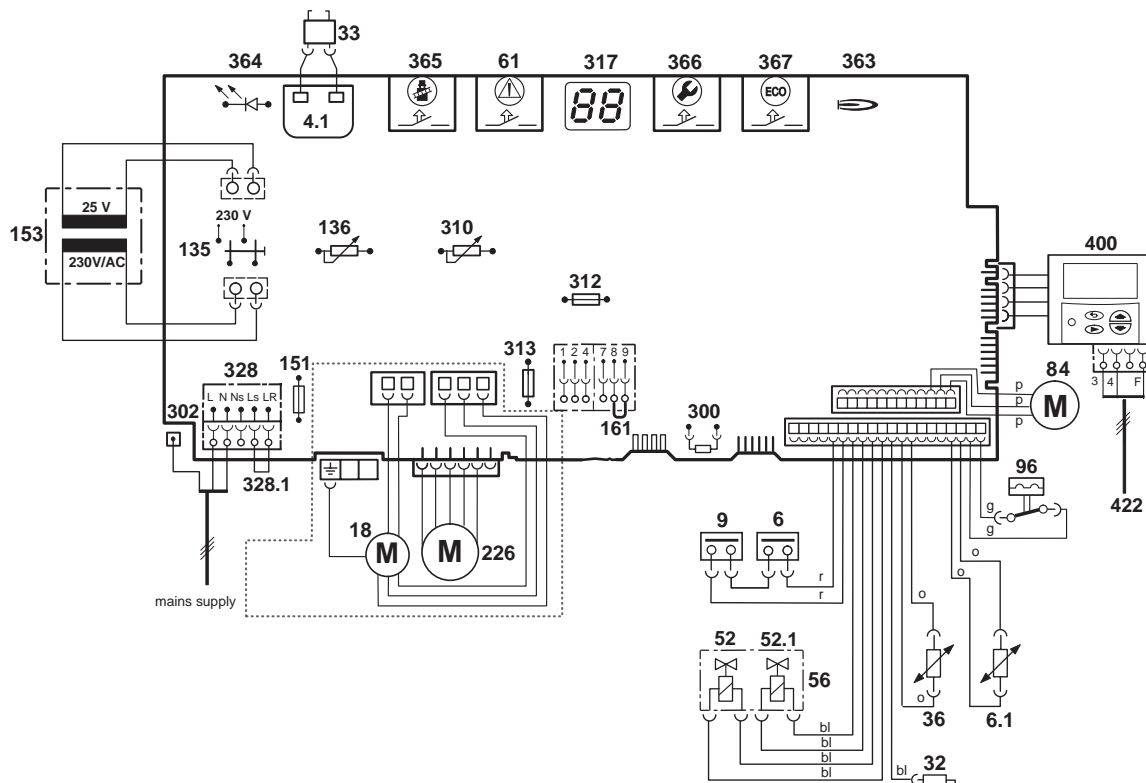 33
364
365
61
317
366
367
363
4.1
88
ECO
25 V
153
230V/AC
230 V
135
136
310
400
312
313
151
328
L N Ns Ls LR
302
1 2 4
7 8 9
161
300
84
M
p
p
p
3 4 F
328.1
96
g
g
422
18
M
M
226
9
6
r
r
o
o
o
o
mains supply
52
52.1
56
36
6.1
bl
bl
bl
bl
bl
32